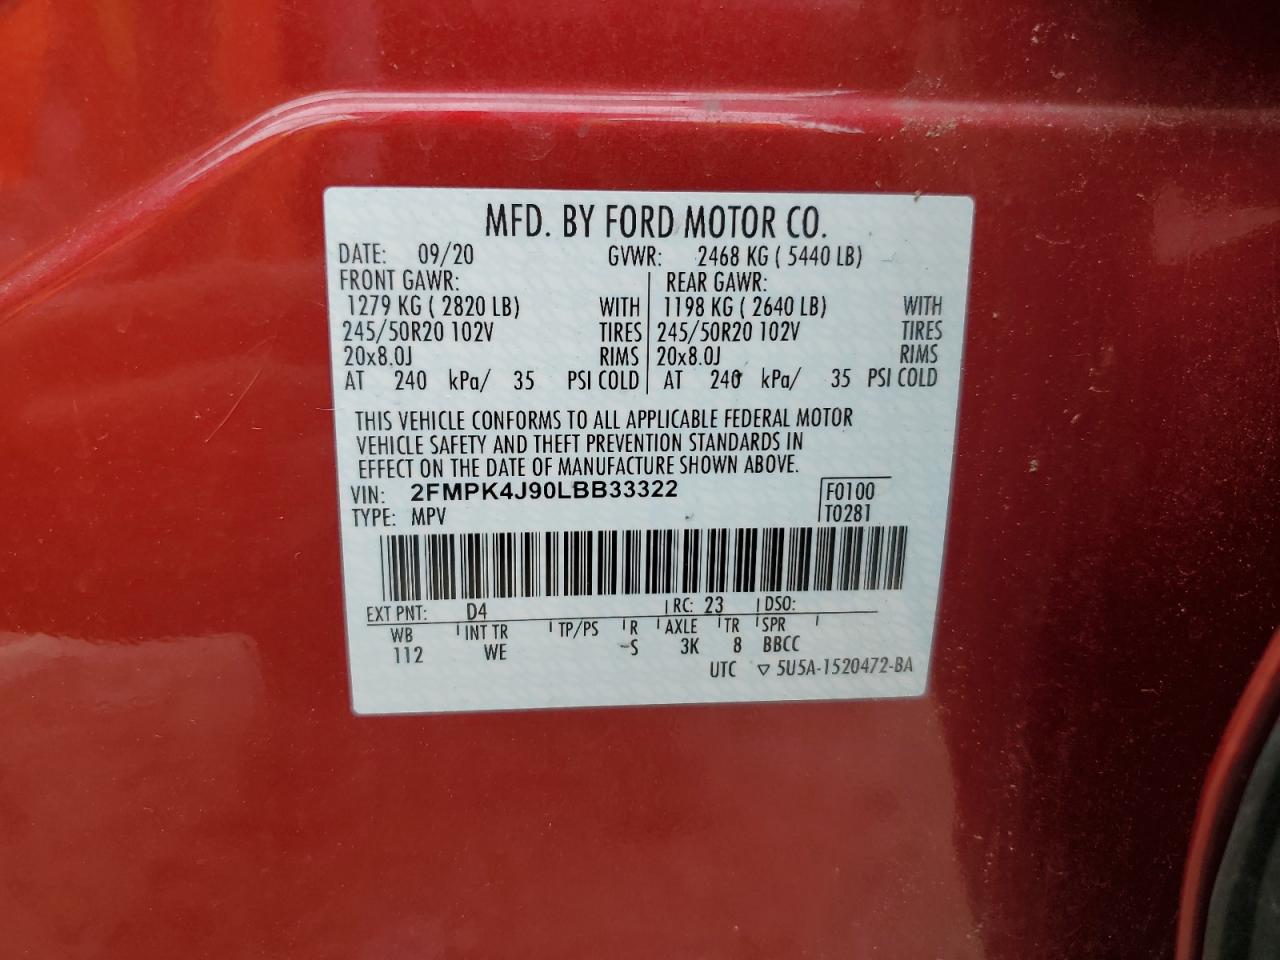 MFD. BY FORD MOTOR CO.
DATE: 09/20 GVWR: 2468 KG ( 5440 LB)
FRONT GAWR: REAR GAWR:
1279 KG ( 2820 LB) WITH 1198 KG ( 2640 LB) WITH
245/50R20 102V TIRES 245/50R20 102V TIRES
20x8.0J RIMS 20x8.0J RIMS
AT 240 kPa/ 35 PSI COLD AT 240 kPa/ 35 PSI COLD
THIS VEHICLE CONFORMS TO ALL APPLICABLE FEDERAL MOTOR
VEHICLE SAFETY AND THEFT PREVENTION STANDARDS IN
EFFECT ON THE DATE OF MANUFACTURE SHOWN ABOVE.
VIN: 2FMPK4J90LBB33322 F0100
TYPE: MPV T0281
EXT PNT: D4 RC: 23 DSO:
WB INT TR TP/PS R AXLE TR SPR
112 WE -S 3K 8 BBCC
UTC ▽ 5U5A-1520472-BA